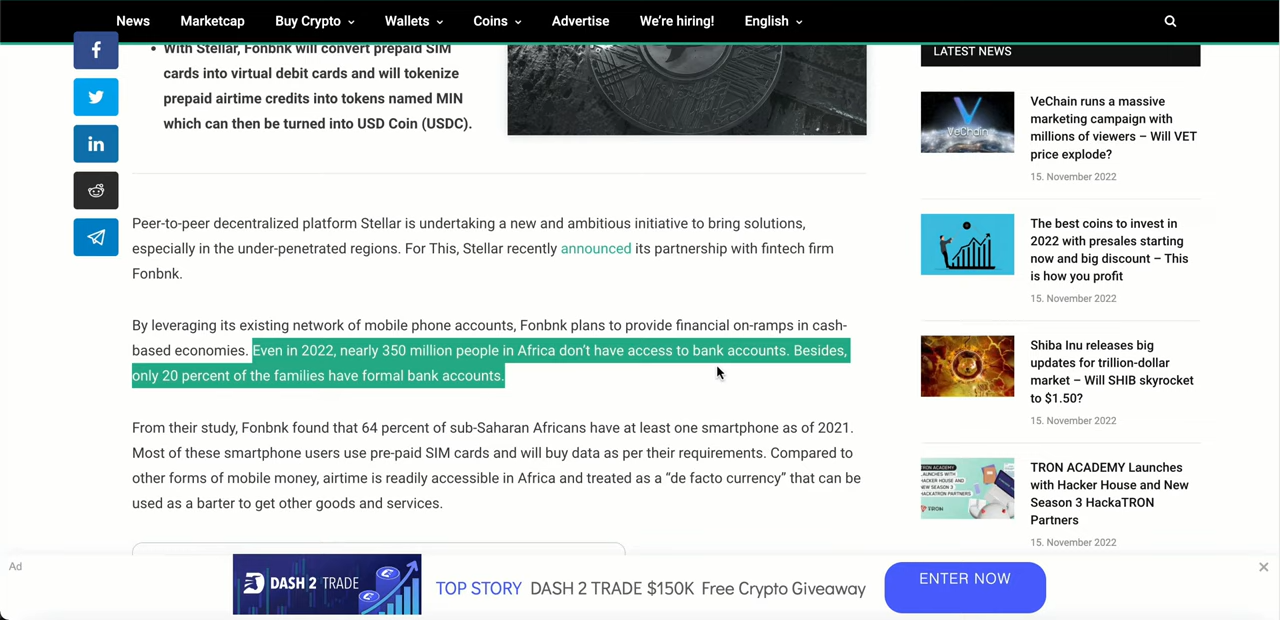 News Marketcap Buy Crypto Wallets Coins Advertise We're hiring! English
• With Stellar, Fonbnk will convert prepaid SIM
cards into virtual debit cards and will tokenize
prepaid airtime credits into tokens named MIN
which can then be turned into USD Coin (USDC).
Peer-to-peer decentralized platform Stellar is undertaking a new and ambitious initiative to bring solutions,
especially in the under-penetrated regions. For This, Stellar recently announced its partnership with fintech firm
Fonbnk.
By leveraging its existing network of mobile phone accounts, Fonbnk plans to provide financial on-ramps in cash-
based economies. Even in 2022, nearly 350 million people in Africa don't have access to bank accounts. Besides,
only 20 percent of the families have formal bank accounts.
From their study, Fonbnk found that 64 percent of sub-Saharan Africans have at least one smartphone as of 2021.
Most of these smartphone users use pre-paid SIM cards and will buy data as per their requirements. Compared to
other forms of mobile money, airtime is readily accessible in Africa and treated as a “de facto currency” that can be
used as a barter to get other goods and services.
LATEST NEWS
VeChain
VeChain runs a massive
marketing campaign with
millions of viewers – Will VET
price explode?
15. November 2022
The best coins to invest in
2022 with presales starting
now and big discount – This
is how you profit
15. November 2022
Shiba Inu releases big
updates for trillion-dollar
market – Will SHIB skyrocket
to $1.50?
15. November 2022
TRON ACADEMY
LAUNCHES WITH
HACKER HOUSE AND
NEW SEASON 3
HACKATRON PARTNERS
TRON
TRON ACADEMY Launches
with Hacker House and New
Season 3 HackaTRON
Partners
15. November 2022
Ad
DASH 2 TRADE
TOP STORY DASH 2 TRADE $150K Free Crypto Giveaway
ENTER NOW